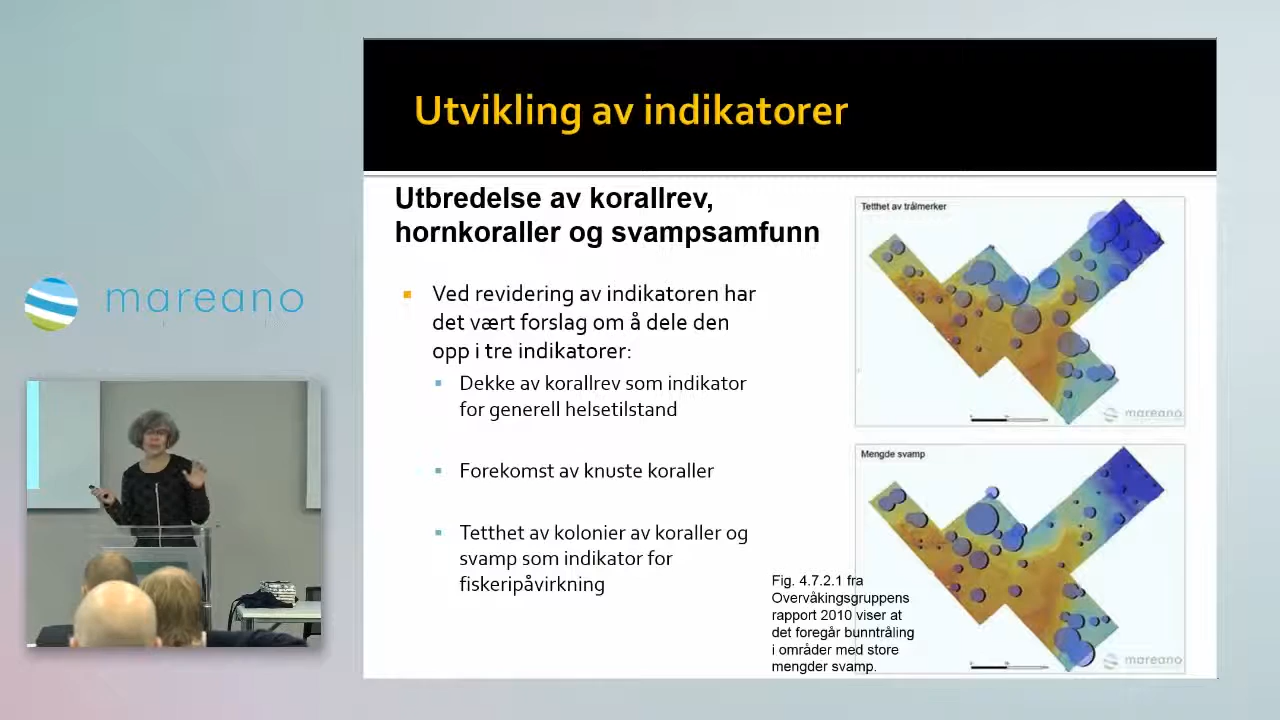 Utvikling av indikatorer
Utbredelse av korallrev,
hornkoraller og svampsamfunn
Ved revidering av indikatoren har
det vært forslag om å dele den
opp i tre indikatorer:
Dekke av korallrev som indikator
for generell helsetilstand
Forekomst av knuste koraller
Tetthet av kolonier av koraller og
svamp som indikator for
fiskeripåvirkning
Tetthet av trålmerker
mareano
Mengde svamp
mareano
Fig. 4.7.2.1 fra
Overvåkingsgruppens
rapport 2010 viser at
det foregår bunntråling
i områder med store
mengder svamp.
mareano